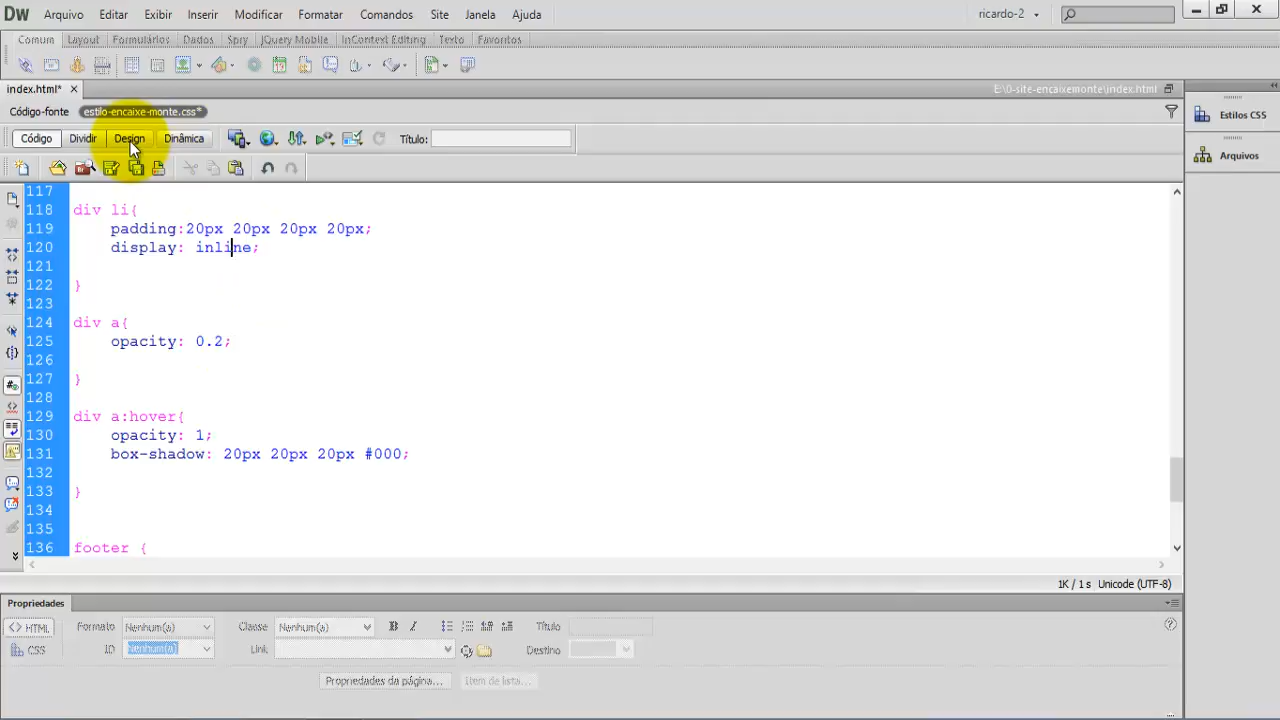 DW Arquivo Editar Exibir Inserir Modificar Formatar Comandos Site Janela Ajuda ricardo-2
Comum Layout Formulários Dados Spry jQuery Mobile InContext Editing Texto Favoritos
index.html* E:\0-site-encaixemonte\index.html
Código-fonte estilo-encaixe-monte.css*
Código Dividir Design Dinâmica Título:
Estilos CSS
Arquivos
117
118 div li{
119 padding:20px 20px 20px 20px;
120 display: inline;
121
122 }
123
124 div a{
125 opacity: 0.2;
126
127 }
128
129 div a:hover{
130 opacity: 1;
131 box-shadow: 20px 20px 20px #000;
132
133 }
134
135
136 footer {
1K / 1 s Unicode (UTF-8)
Propriedades
<> HTML Formato Nenhum(a) Classe Nenhum(a) B I Título
CSS ID Nenhum(a) Link Destino
Propriedades da página... Item de lista...